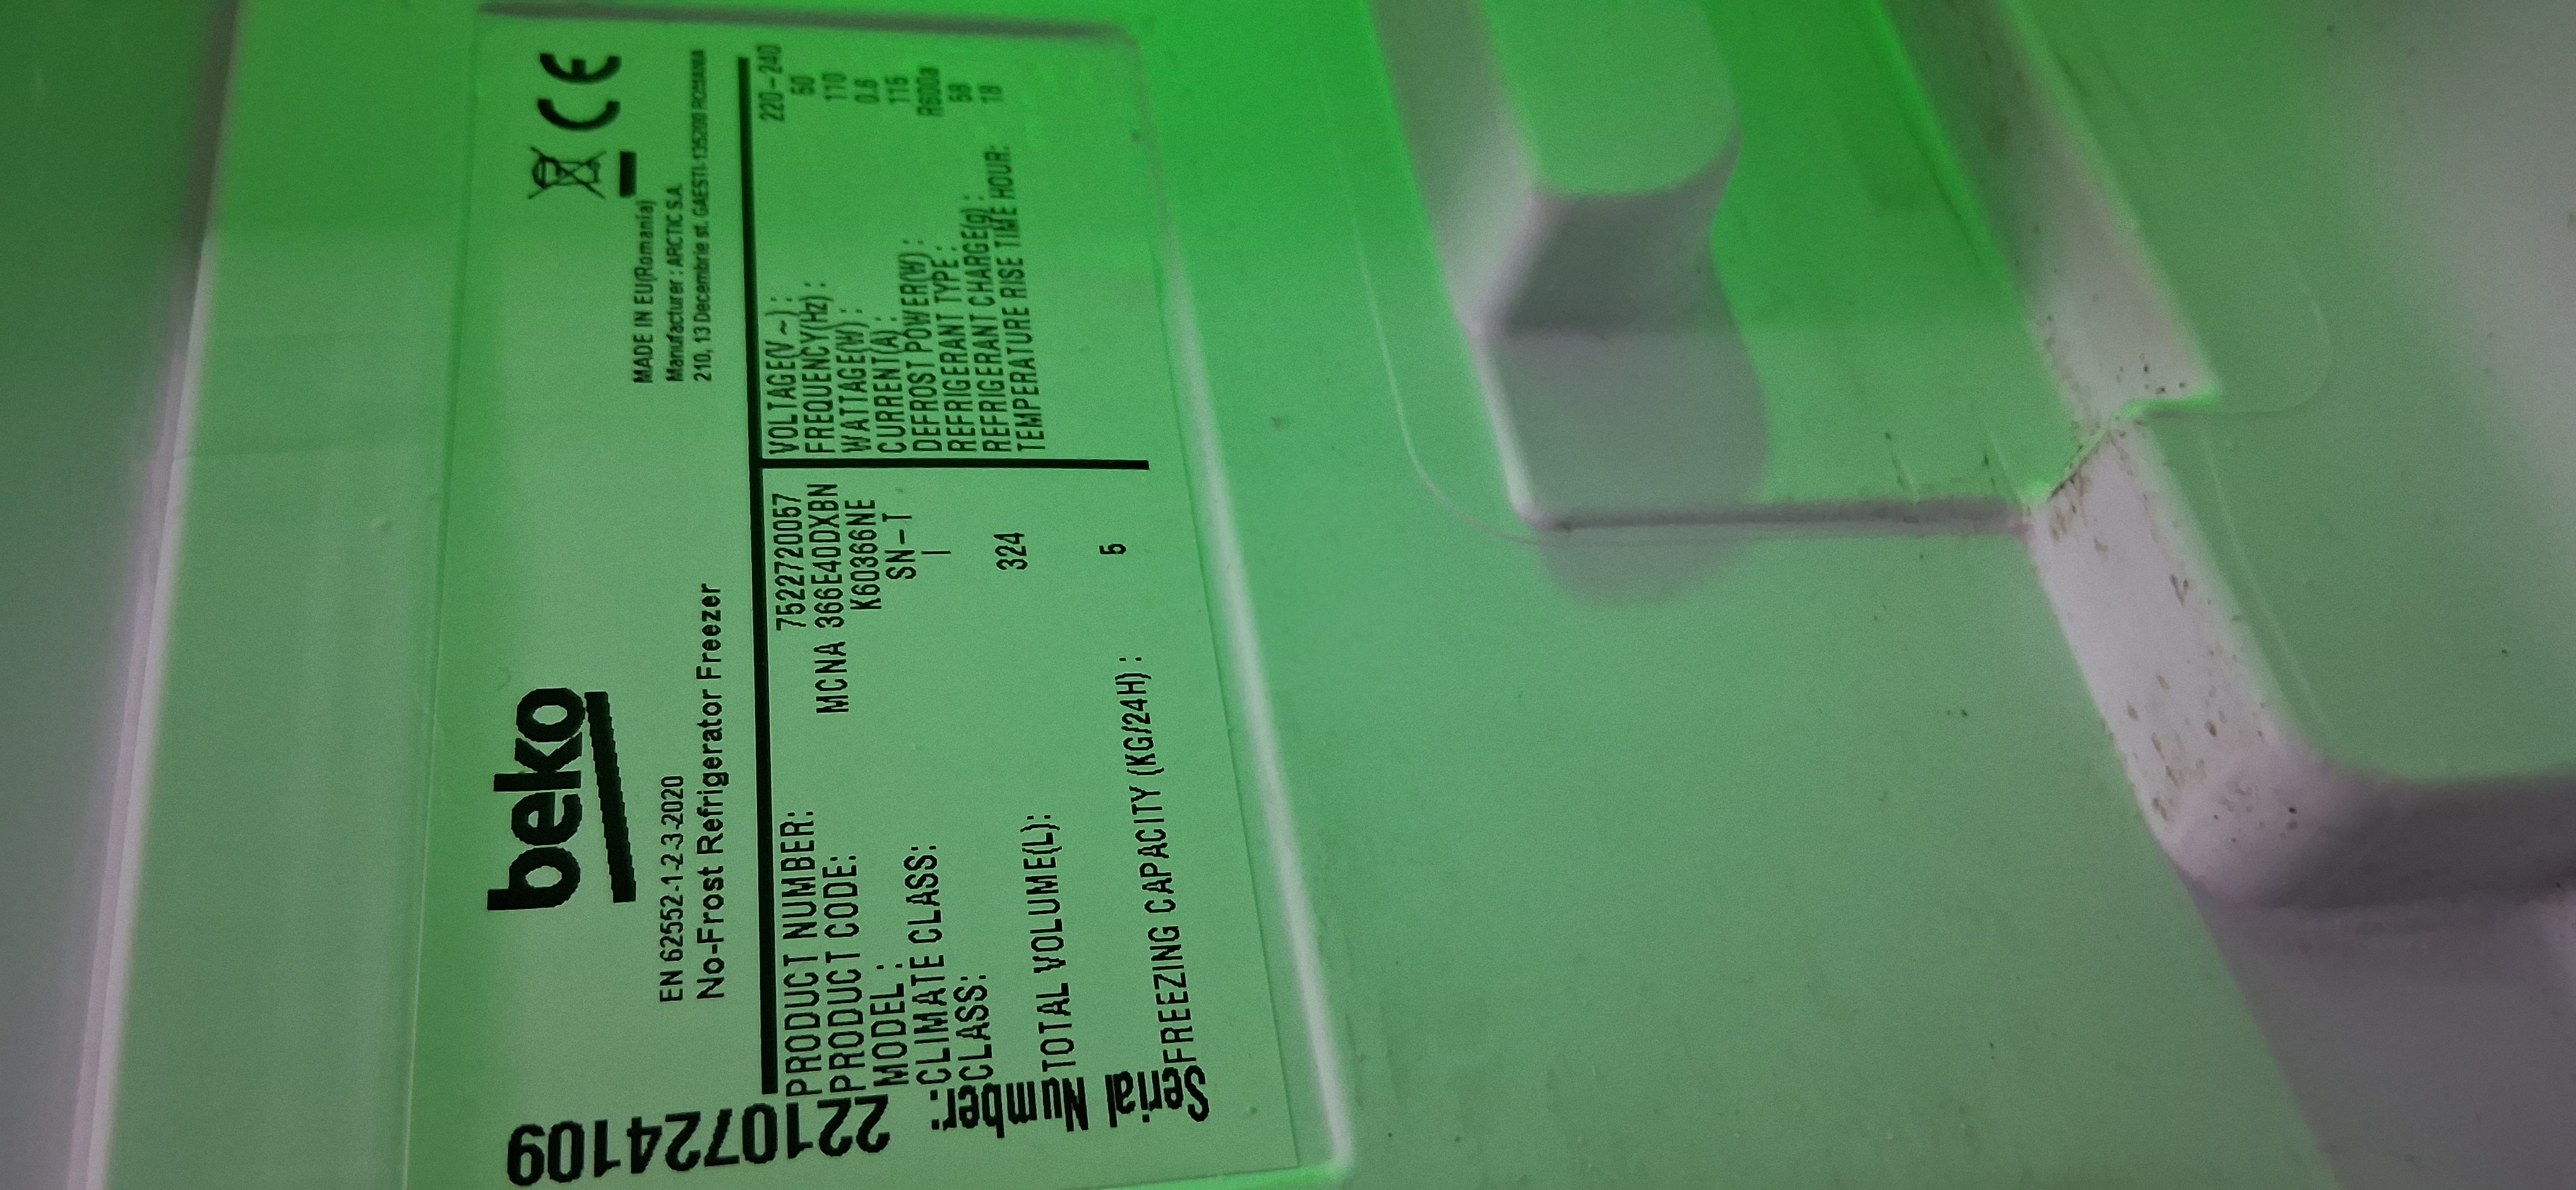 beko
CE
EN 62552-1-2-3-2020
No-Frost Refrigerator Freezer
MADE IN EU(Romania)
Manufacturer : ARCTIC S.A.
210, 13 Decembrie st. GAESTI-135200 ROMANIA
PRODUCT NUMBER: 7522720057
PRODUCT CODE: MCNA 366E40DXBN
MODEL : K60366NE
CLIMATE CLASS: SN-T
CLASS: I
TOTAL VOLUME(L): 324
FREEZING CAPACITY (KG/24H) : 5
VOLTAGE(V ~) : 220-240
FREQUENCY(Hz) : 50
WATTAGE(W) : 110
CURRENT(A) : 0.6
DEFROST POWER(W) : 115
REFRIGERANT TYPE : R600a
REFRIGERANT CHARGE(g) : 58
TEMPERATURE RISE TIME HOUR: 18
Serial Number: 2210724109